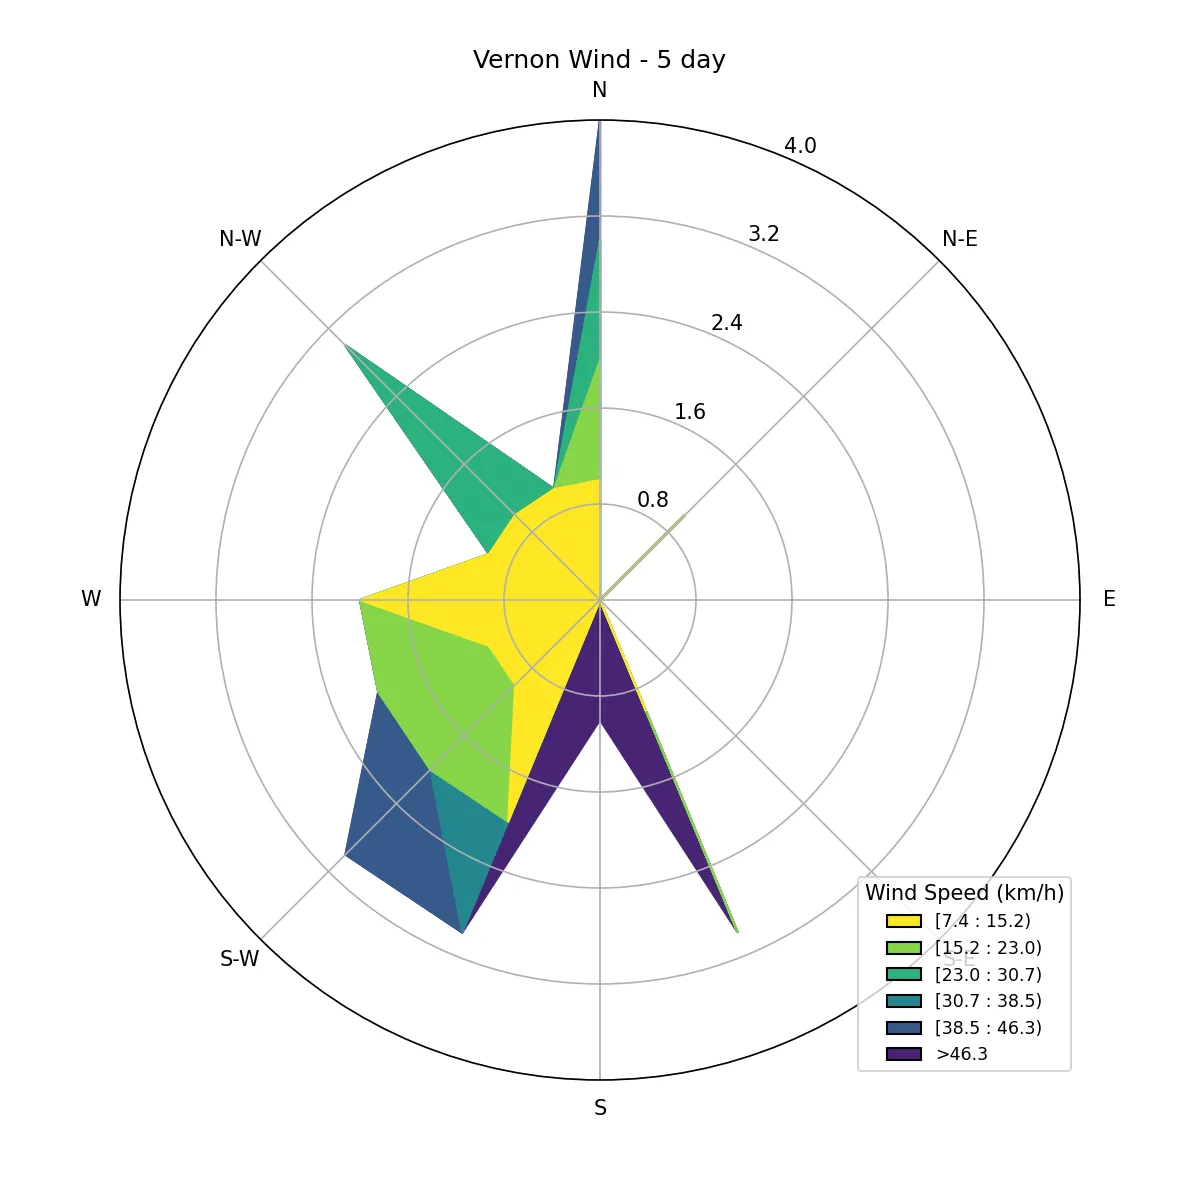 Vernon Wind - 5 day
N
4.0
N-W
N-E
3.2
2.4
1.6
0.8
W
E
Wind Speed (km/h)
[7.4 : 15.2)
[15.2 : 23.0)
S-W
S-E
[23.0 : 30.7)
[30.7 : 38.5)
[38.5 : 46.3)
>46.3
S